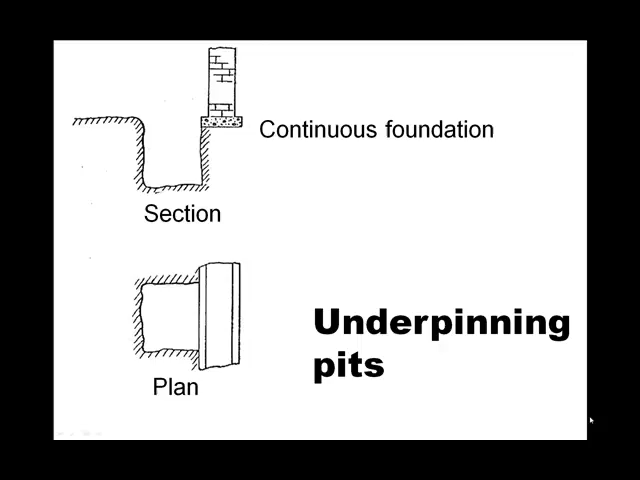 Continuous foundation
Section
Underpinning
pits
Plan